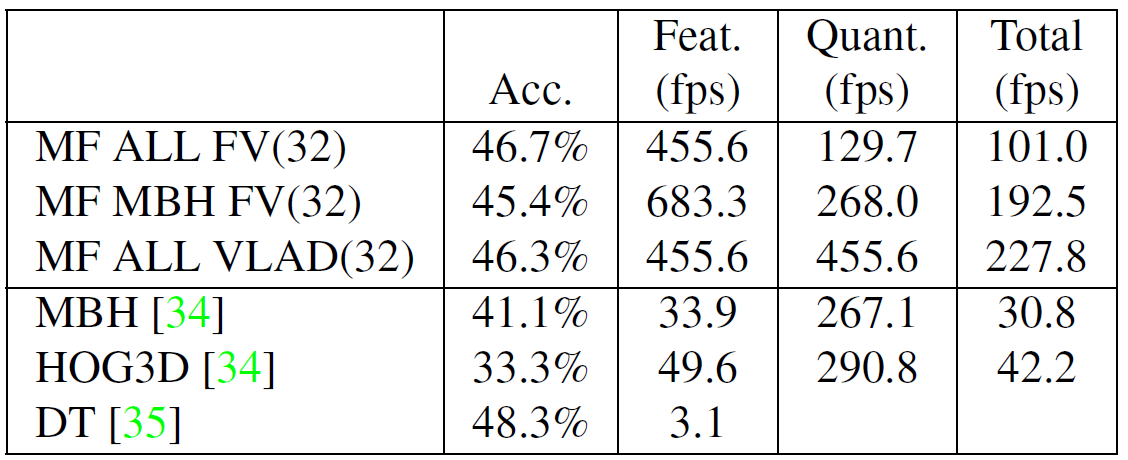 Feat. Quant. Total
Acc. (fps) (fps) (fps)
MF ALL FV(32) 46.7% 455.6 129.7 101.0
MF MBH FV(32) 45.4% 683.3 268.0 192.5
MF ALL VLAD(32) 46.3% 455.6 455.6 227.8
MBH [34] 41.1% 33.9 267.1 30.8
HOG3D [34] 33.3% 49.6 290.8 42.2
DT [35] 48.3% 3.1